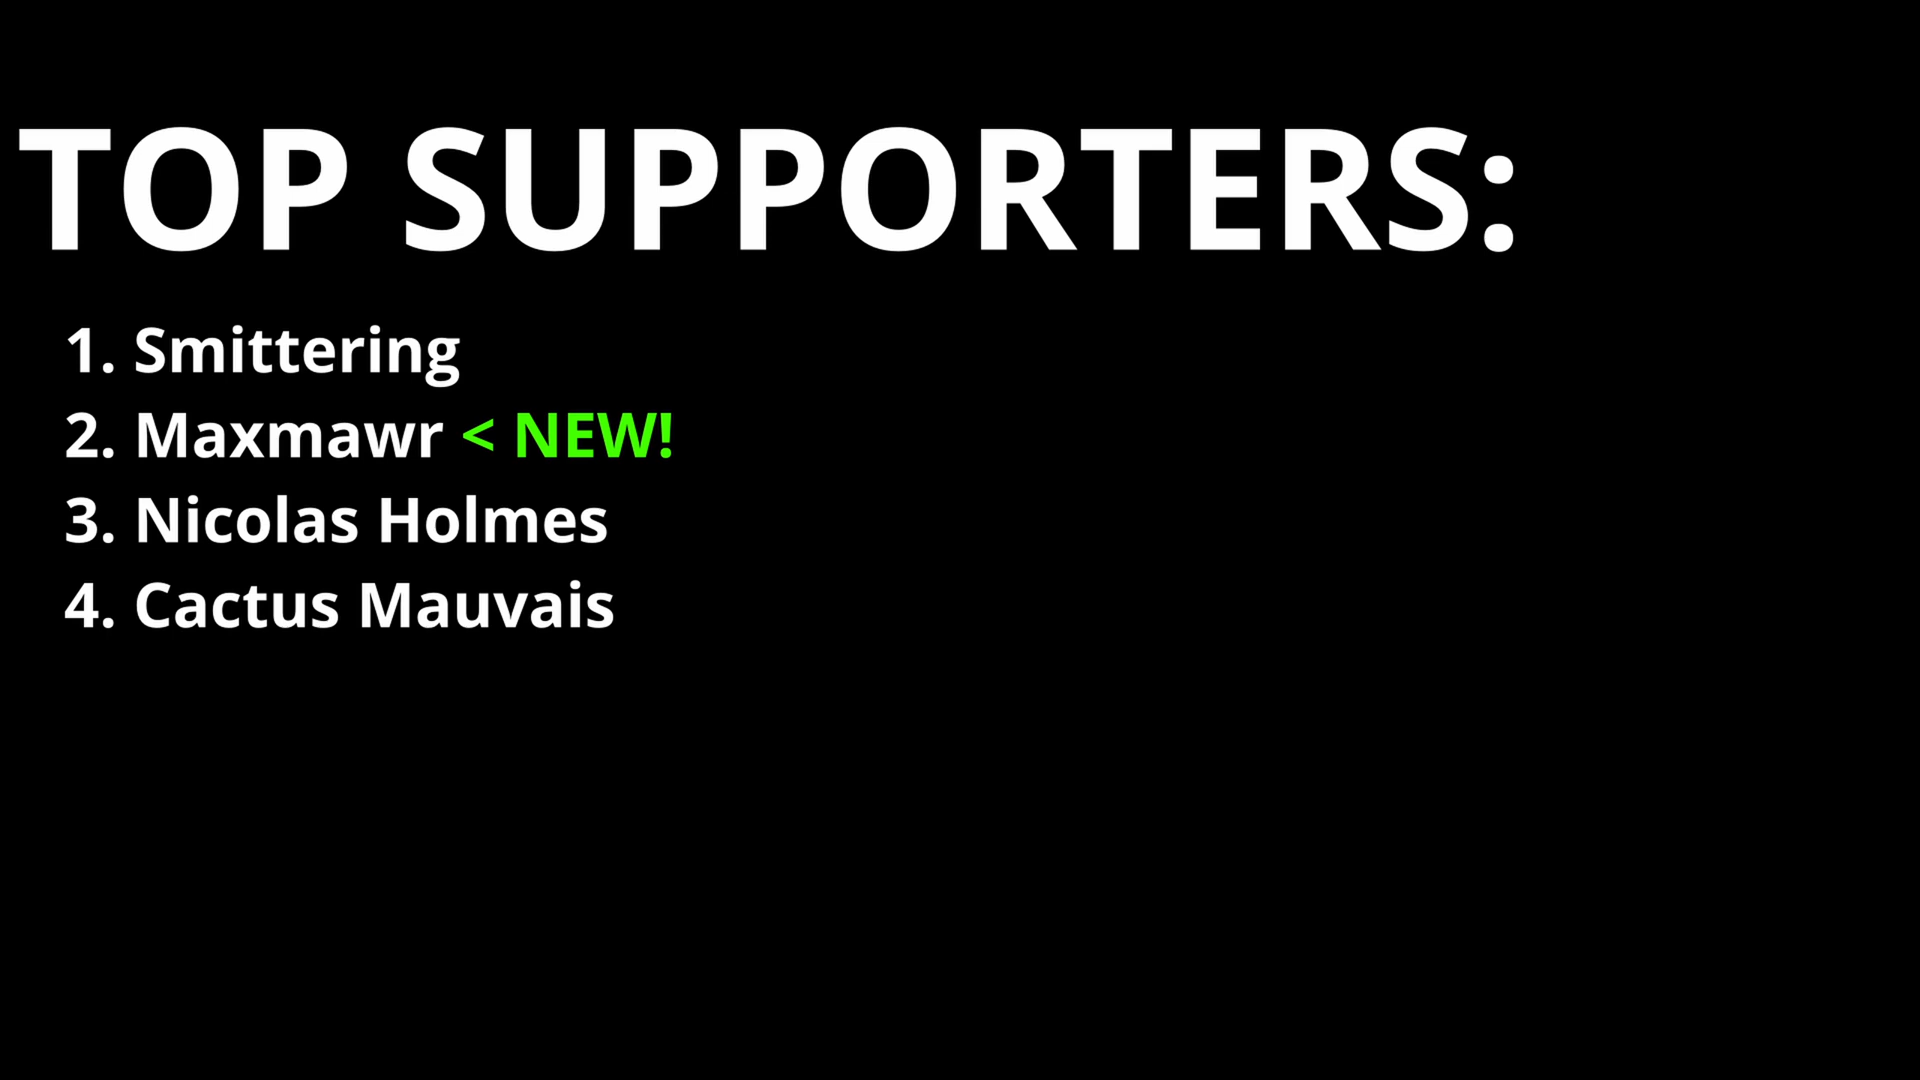 TOP SUPPORTERS:
1. Smittering
2. Maxmawr < NEW!
3. Nicolas Holmes
4. Cactus Mauvais